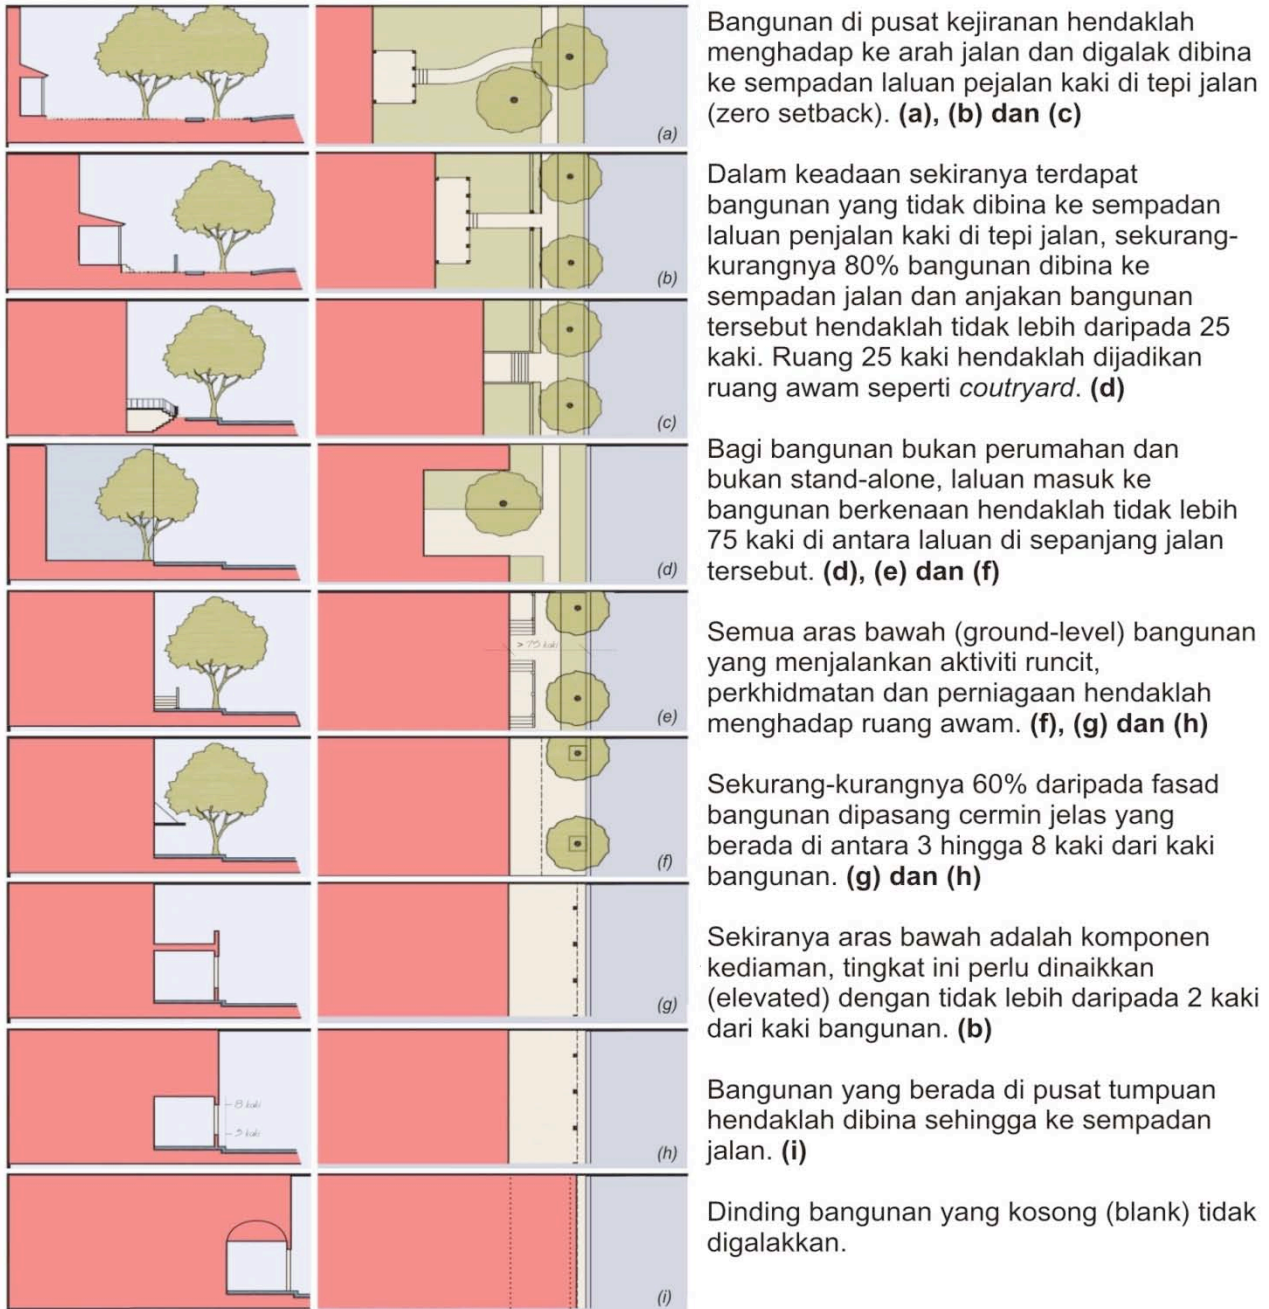 Bangunan di pusat kejiranan hendaklah
menghadap ke arah jalan dan digalak dibina
ke sempadan laluan pejalan kaki di tepi jalan
(zero setback). (a), (b) dan (c)
Dalam keadaan sekiranya terdapat
bangunan yang tidak dibina ke sempadan
laluan penjalan kaki di tepi jalan, sekurang-
kurangnya 80% bangunan dibina ke
sempadan jalan dan anjakan bangunan
tersebut hendaklah tidak lebih daripada 25
kaki. Ruang 25 kaki hendaklah dijadikan
ruang awam seperti coutryard. (d)
Bagi bangunan bukan perumahan dan
bukan stand-alone, laluan masuk ke
bangunan berkenaan hendaklah tidak lebih
75 kaki di antara laluan di sepanjang jalan
tersebut. (d), (e) dan (f)
Semua aras bawah (ground-level) bangunan
yang menjalankan aktiviti runcit,
perkhidmatan dan perniagaan hendaklah
menghadap ruang awam. (f), (g) dan (h)
Sekurang-kurangnya 60% daripada fasad
bangunan dipasang cermin jelas yang
berada di antara 3 hingga 8 kaki dari kaki
bangunan. (g) dan (h)
Sekiranya aras bawah adalah komponen
kediaman, tingkat ini perlu dinaikkan
(elevated) dengan tidak lebih daripada 2 kaki
dari kaki bangunan. (b)
Bangunan yang berada di pusat tumpuan
hendaklah dibina sehingga ke sempadan
jalan. (i)
Dinding bangunan yang kosong (blank) tidak
digalakkan.
(a)
(b)
(c)
(d)
> 75 kaki
(e)
(f)
(g)
8 kaki
3 kaki
(h)
(i)